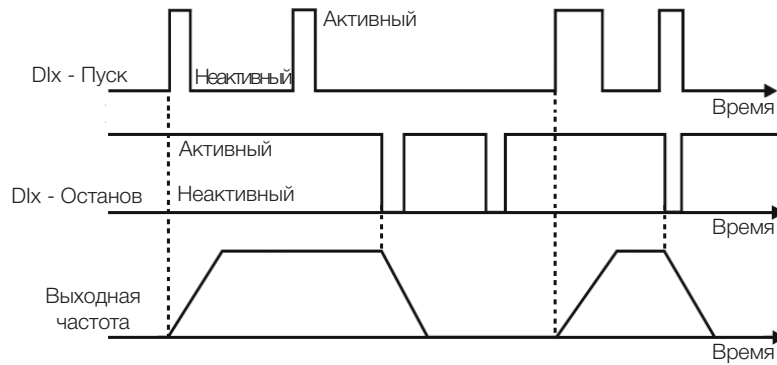 Активный
DIx - Пуск
Неактивный
Время
Активный
DIx - Останов
Неактивный
Время
Выходная
частота
Время